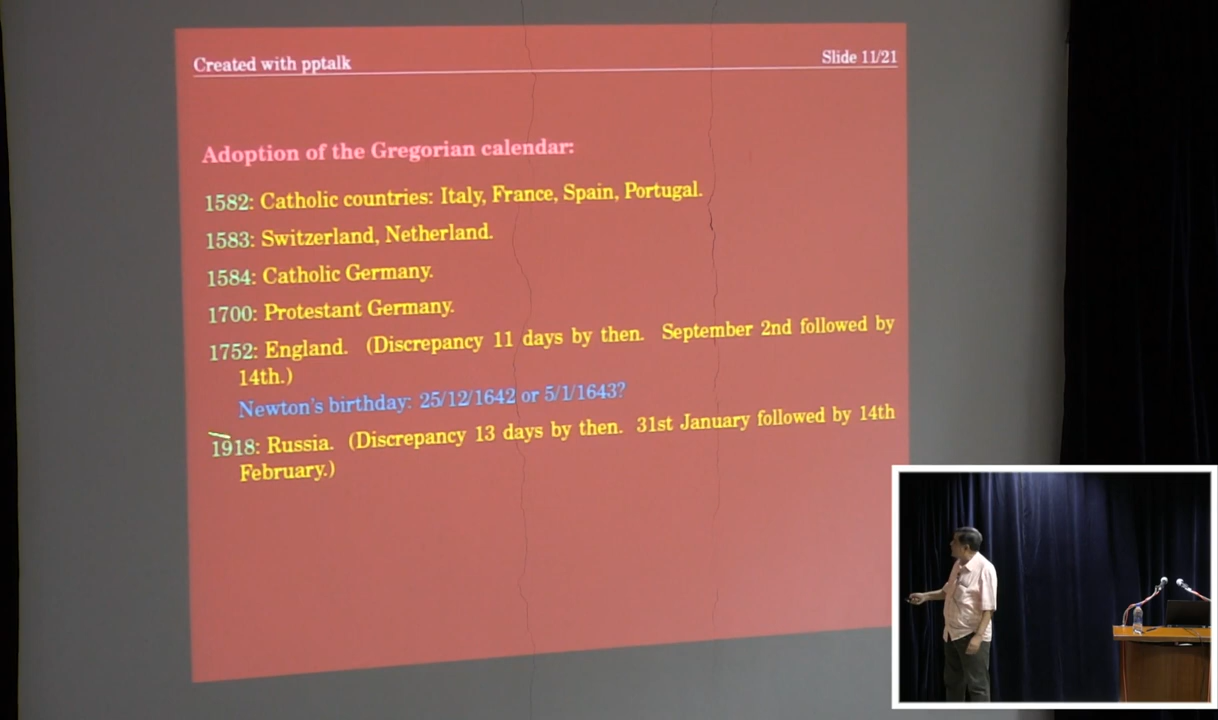 Created with pptalk
Slide 11/21
Adoption of the Gregorian calendar:
1582: Catholic countries: Italy, France, Spain, Portugal.
1583: Switzerland, Netherland.
1584: Catholic Germany.
1700: Protestant Germany.
1752: England. (Discrepancy 11 days by then. September 2nd followed by
14th.)
Newton's birthday: 25/12/1642 or 5/1/1643?
1918: Russia. (Discrepancy 13 days by then. 31st January followed by 14th
February.)